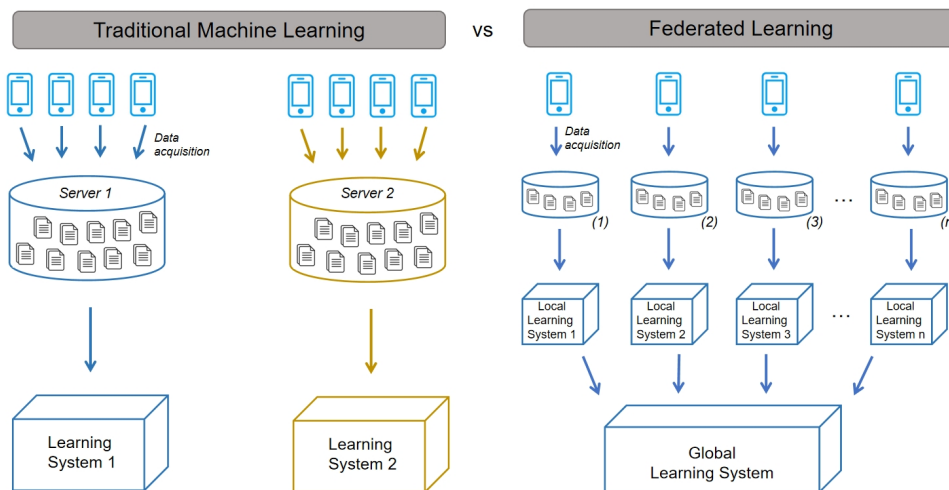 Traditional Machine Learning
vs
Federated Learning
Data
acquisition
Server 1
Server 2
Learning
System 1
Learning
System 2
Data
acquisition
(1)
(2)
(3)
...
(n
Local
Learning
System 1
Local
Learning
System 2
Local
Learning
System 3
...
Local
Learning
System n
Global
Learning System